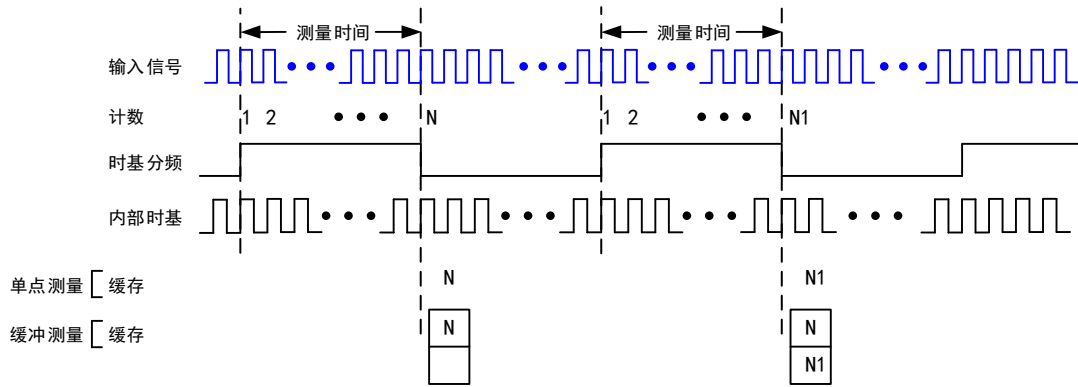 测量时间 测量时间
输入信号
计数 1 2 N 1 2 N1
时基分频
内部时基
单点测量 缓存 N N1
缓冲测量 缓存 N N
N1